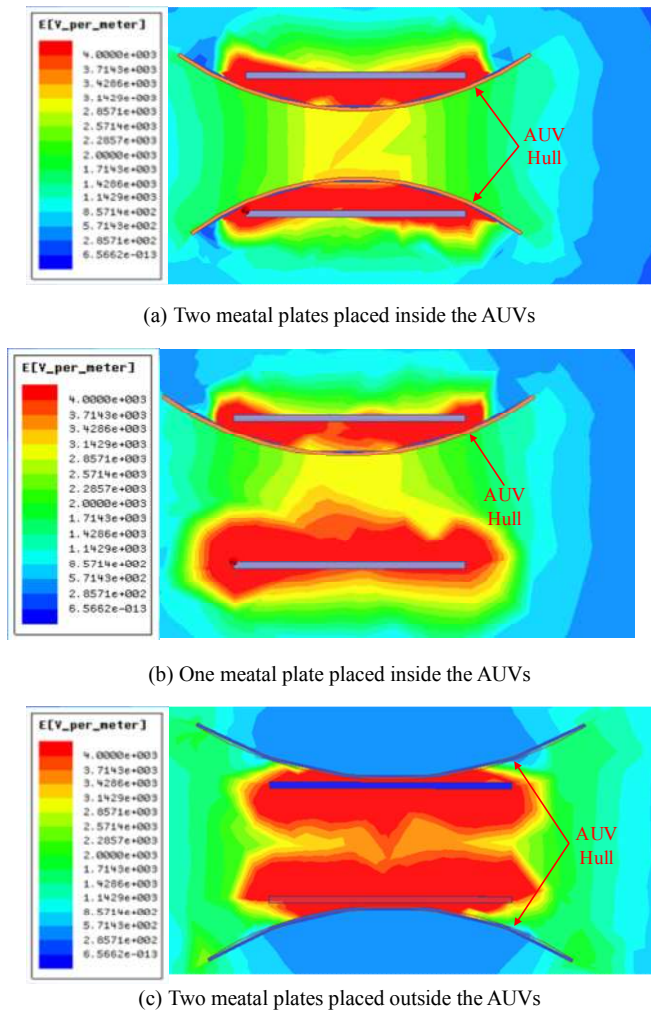 E[V_per_meter]
4.0000e+003
3.7143e+003
3.4286e+003
3.1429e+003
2.8571e+003
2.5714e+003
2.2857e+003
2.0000e+003
1.7143e+003
1.4286e+003
1.1429e+003
8.5714e+002
5.7143e+002
2.8571e+002
6.5662e-013
AUV
Hull
(a) Two meatal plates placed inside the AUVs
E[V_per_meter]
4.0000e+003
3.7143e+003
3.4286e+003
3.1429e+003
2.8571e+003
2.5714e+003
2.2857e+003
2.0000e+003
1.7143e+003
1.4286e+003
1.1429e+003
8.5714e+002
5.7143e+002
2.8571e+002
6.5662e-013
AUV
Hull
(b) One meatal plate placed inside the AUVs
E[V_per_meter]
4.0000e+003
3.7143e+003
3.4286e+003
3.1429e+003
2.8571e+003
2.5714e+003
2.2857e+003
2.0000e+003
1.7143e+003
1.4286e+003
1.1429e+003
8.5714e+002
5.7143e+002
2.8571e+002
6.5662e-013
AUV
Hull
(c) Two meatal plates placed outside the AUVs